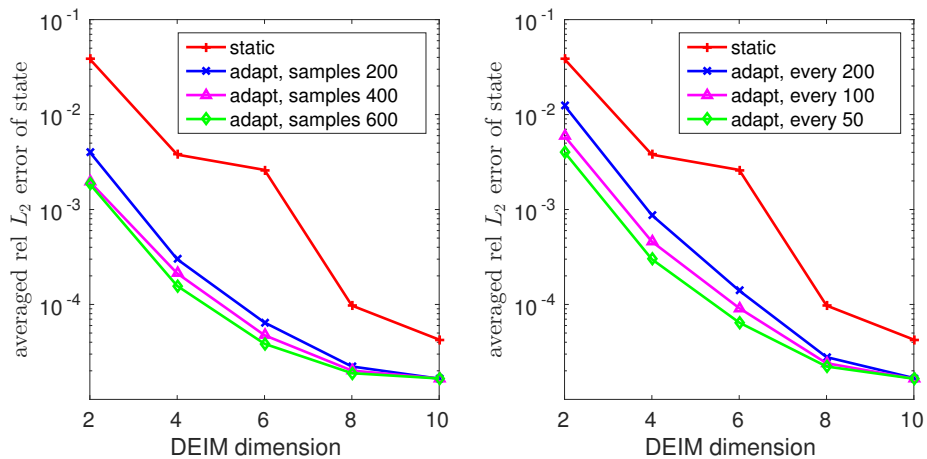 10^{-1}
10^{-2}
10^{-3}
10^{-4}
averaged rel L_2 error of state
static
adapt, samples 200
adapt, samples 400
adapt, samples 600
2 4 6 8 10
DEIM dimension
10^{-1}
10^{-2}
10^{-3}
10^{-4}
averaged rel L_2 error of state
static
adapt, every 200
adapt, every 100
adapt, every 50
2 4 6 8 10
DEIM dimension